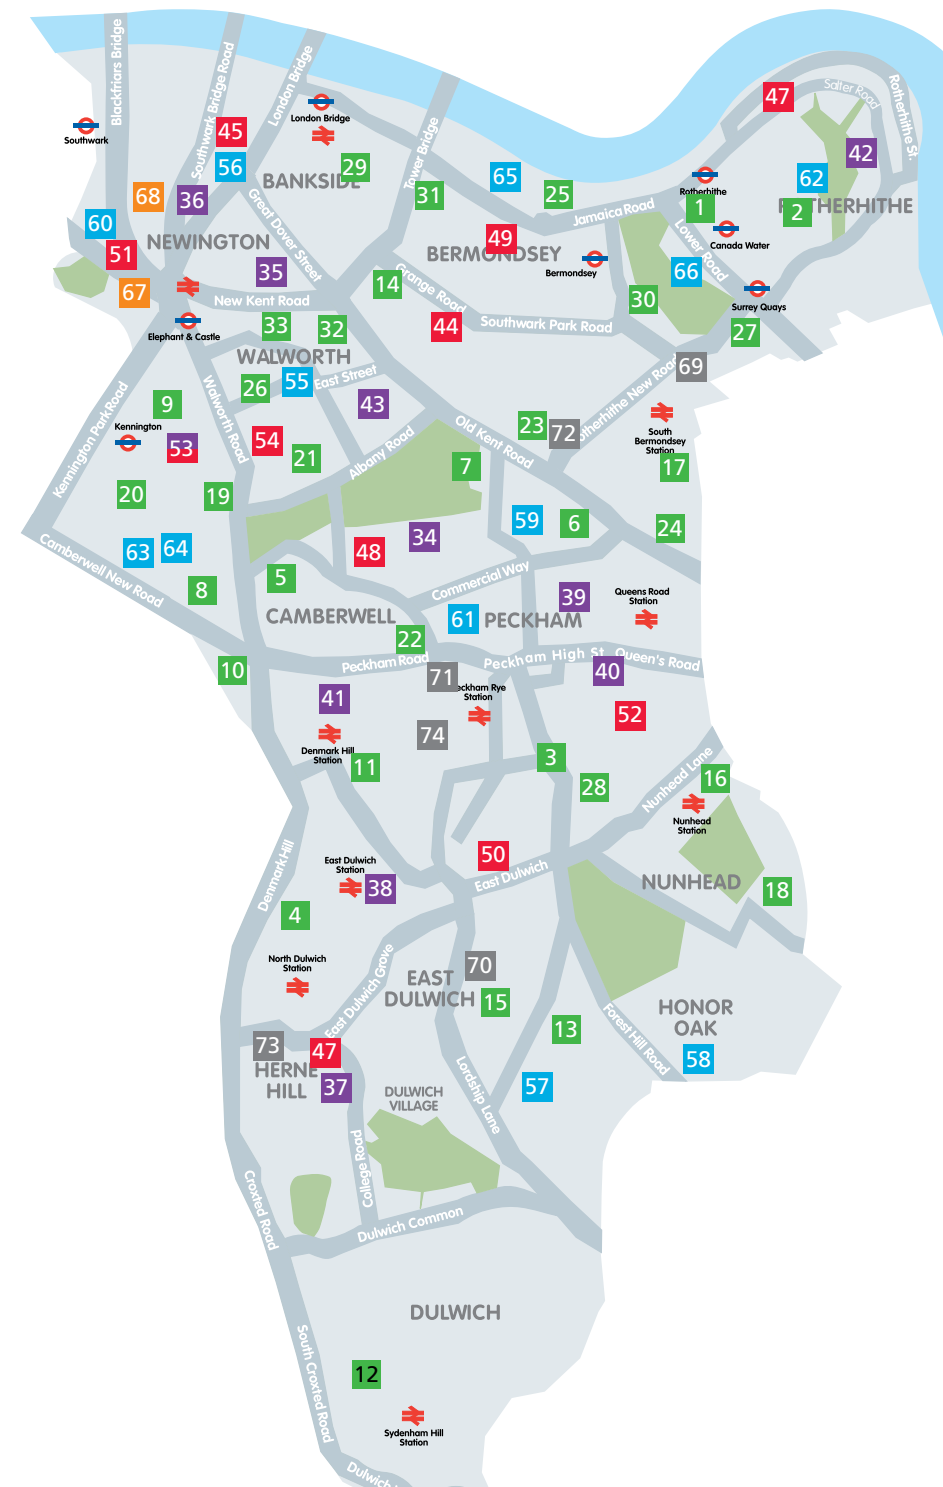 Blackfriars Bridge
Southwark Bridge Road
London Bridge
Tower Bridge
Salter Road
Rotherhithe St.
47
London Bridge
Southwark
45
42
56
29
BANKSIDE
65
62
Rotherhithe
68
36
31
25
1
2
ROTHERHITHE
60
Great Dover Street
Jamaica Road
Lower Road
Canada Water
51
NEWINGTON
49
BERMONDSEY
Bermondsey
35
66
67
14
Grange Road
30
Surrey Quays
New Kent Road
Elephant & Castle
33
32
44
Southwark Park Road
27
WALWORTH
69
26
55
East Street
Rotherhithe New Road
Kennington Park Road
9
Walworth Road
43
Kennington
53
54
21
Albany Road
Old Kent Road
23
72
South
Bermondsey
Station
7
17
20
19
59
6
24
63
64
48
34
Camberwell New Road
8
5
Commercial Way
39
Queens Road
Station
CAMBERWELL
61
PECKHAM
22
10
Peckham Road
Peckham High St.
Queen's Road
71
40
Peckham Rye
Station
41
52
74
Denmark Hill
Station
11
3
28
Nunhead Lane
16
Nunhead
Station
Denmark Hill
50
East Dulwich
East Dulwich
Station
38
NUNHEAD
18
4
North Dulwich
Station
East Dulwich Grove
70
EAST
DULWICH
15
HONOR
OAK
13
Forest Hill Road
58
73
47
HERNE
HILL
37
Lordship Lane
57
DULWICH
VILLAGE
College Road
Croxted Road
Dulwich Common
DULWICH
South Croxted Road
12
Sydenham Hill
Station
Dulwich